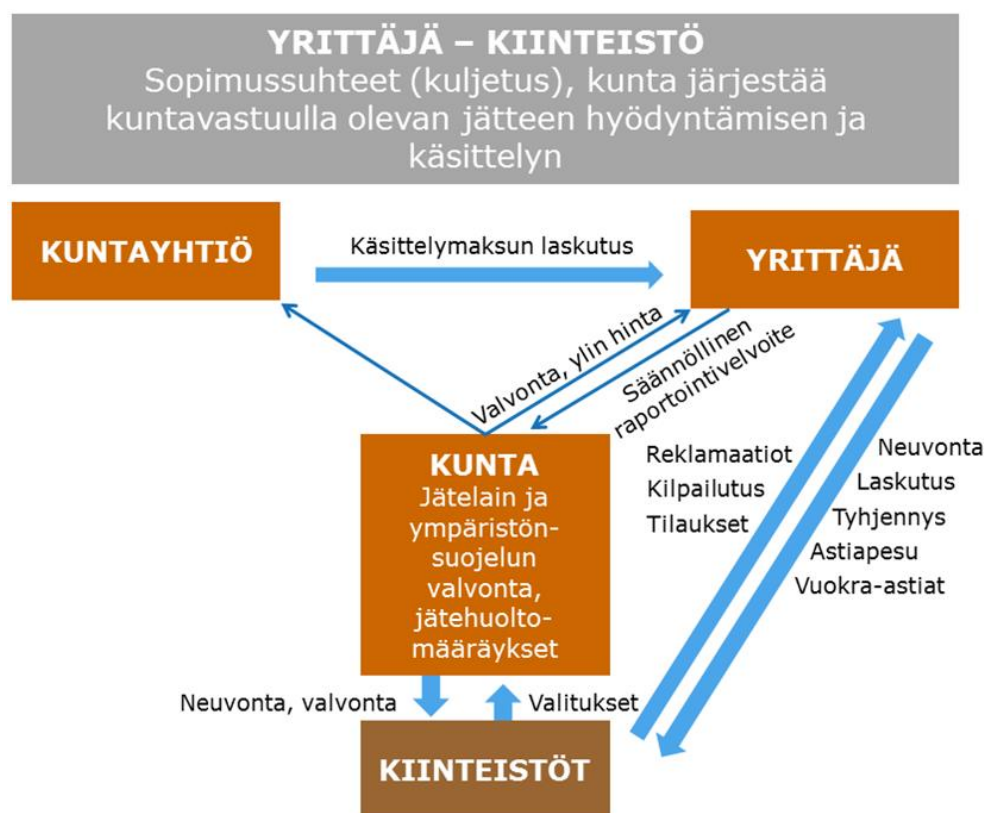 YRITTÄJÄ – KIINTEISTÖ
Sopimussuhteet (kuljetus), kunta järjestää
kuntavastuulla olevan jätteen hyödyntämisen ja
käsittelyn
KUNTAYHTIÖ
Käsittelymaksun laskutus
YRITTÄJÄ
Valvonta, ylin hinta
Säännöllinen
raportointivelvoite
KUNTA
Jätelain ja
ympäristön-
suojelun
valvonta,
jätehuolto-
määräykset
Reklamaatiot
Kilpailutus
Tilaukset
Neuvonta
Laskutus
Tyhjennys
Astiapesu
Vuokra-astiat
Neuvonta, valvonta
Valitukset
KIINTEISTÖT